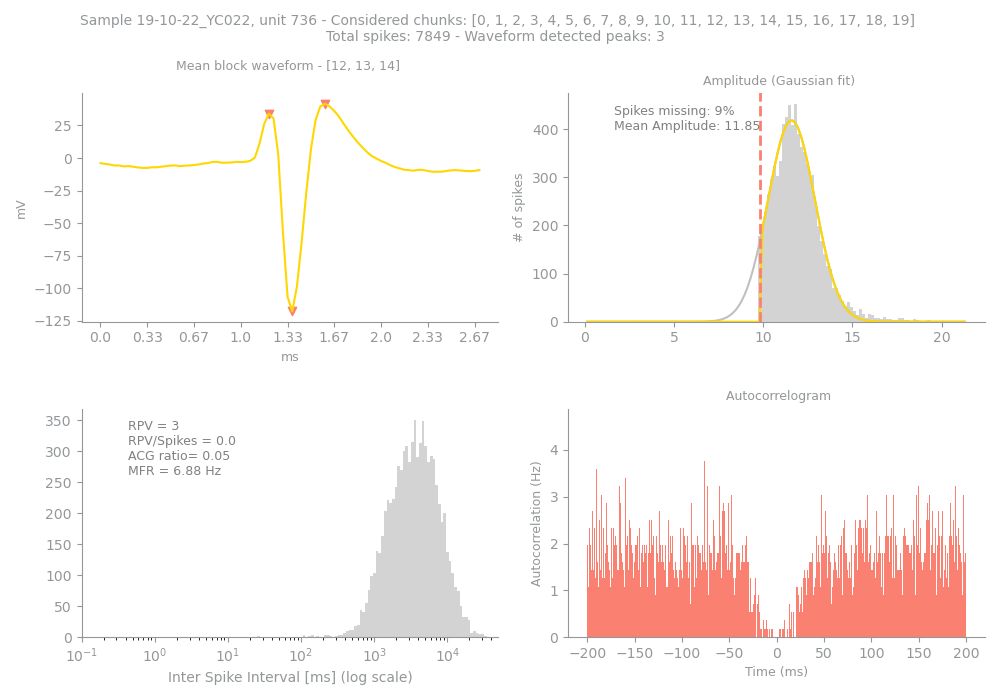 Sample 19-10-22_YC022, unit 736 - Considered chunks: [0, 1, 2, 3, 4, 5, 6, 7, 8, 9, 10, 11, 12, 13, 14, 15, 16, 17, 18, 19]
Total spikes: 7849 - Waveform detected peaks: 3
Mean block waveform - [12, 13, 14]
25
0
−25
−50
−75
−100
−125
mV
0.0 0.33 0.67 1.0 1.33 1.67 2.0 2.33 2.67
ms
Amplitude (Gaussian fit)
Spikes missing: 9%
Mean Amplitude: 11.85
400
300
200
100
0
# of spikes
0 5 10 15 20
RPV = 3
RPV/Spikes = 0.0
ACG ratio= 0.05
MFR = 6.88 Hz
350
300
250
200
150
100
50
0
10⁻¹ 10⁰ 10¹ 10² 10³ 10⁴
Inter Spike Interval [ms] (log scale)
Autocorrelogram
4
3
2
1
0
Autocorrelation (Hz)
−200 −150 −100 −50 0 50 100 150 200
Time (ms)